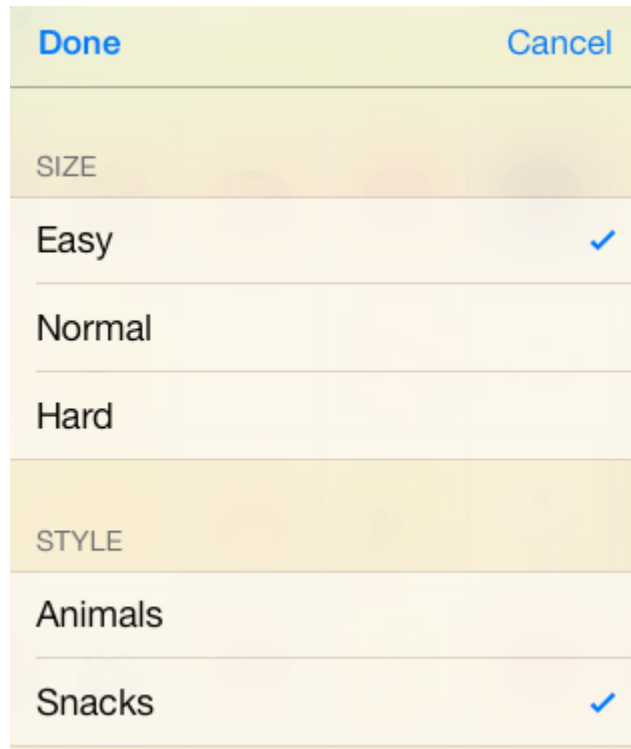 Done Cancel
SIZE
Easy
Normal
Hard
STYLE
Animals
Snacks